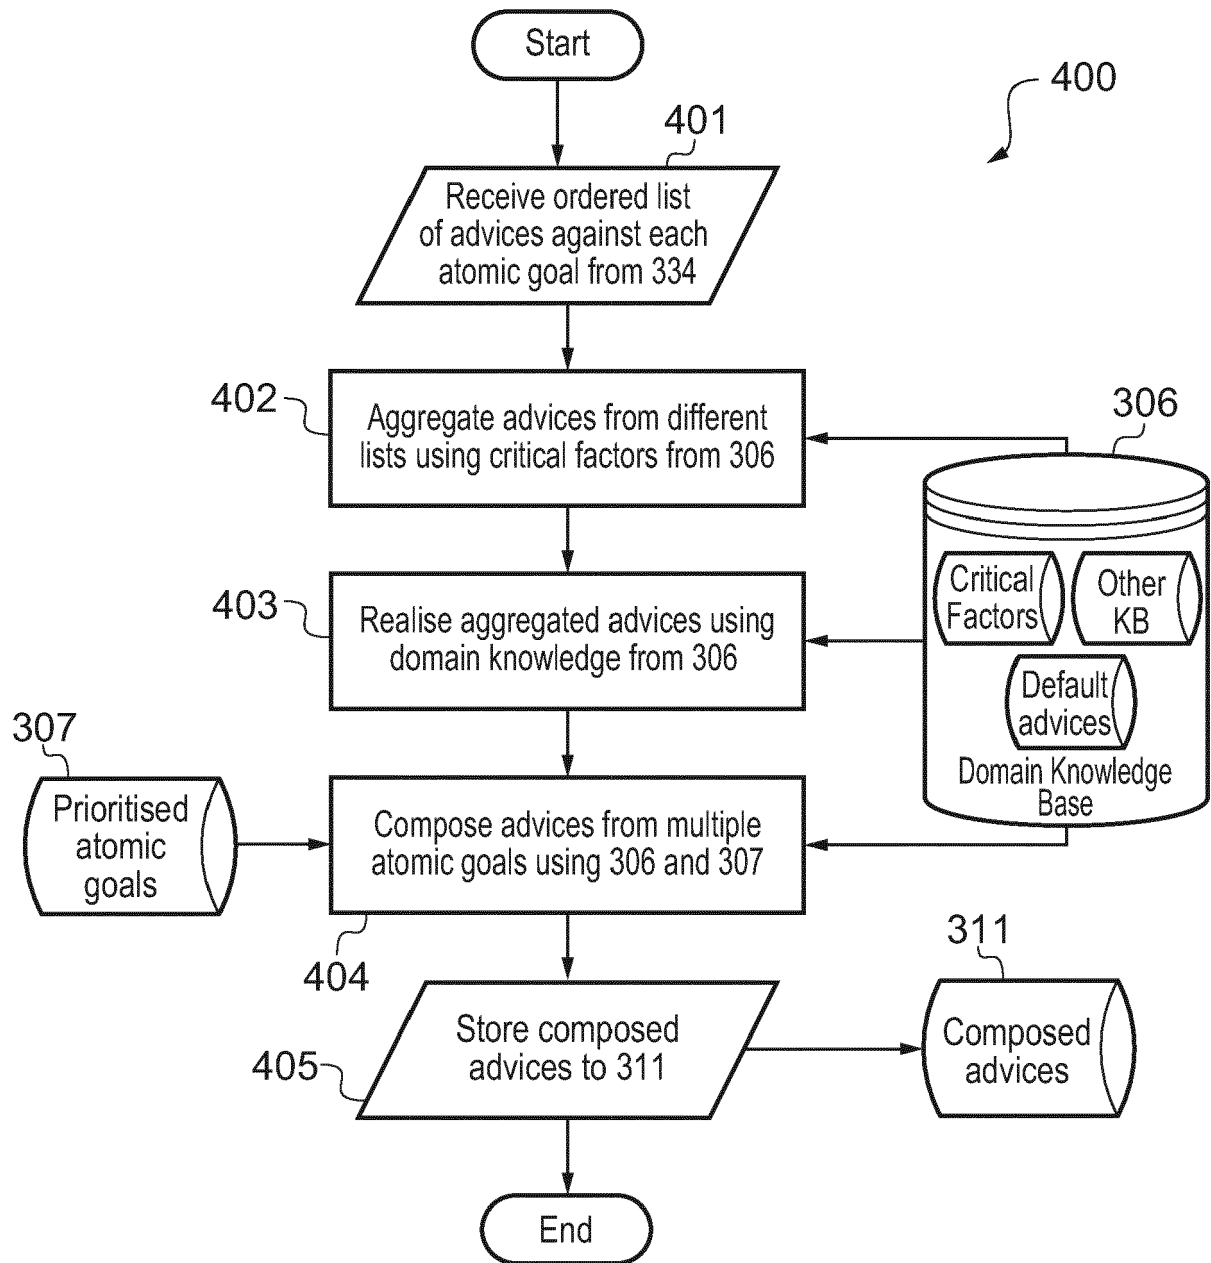 Start
400
401
Receive ordered list
of advices against each
atomic goal from 334
402
Aggregate advices from different
lists using critical factors from 306
306
Critical
Factors
Other
KB
Default
advices
Domain Knowledge
Base
403
Realise aggregated advices using
domain knowledge from 306
307
Prioritised
atomic
goals
Compose advices from multiple
atomic goals using 306 and 307
404
311
Composed
advices
Store composed
advices to 311
405
End